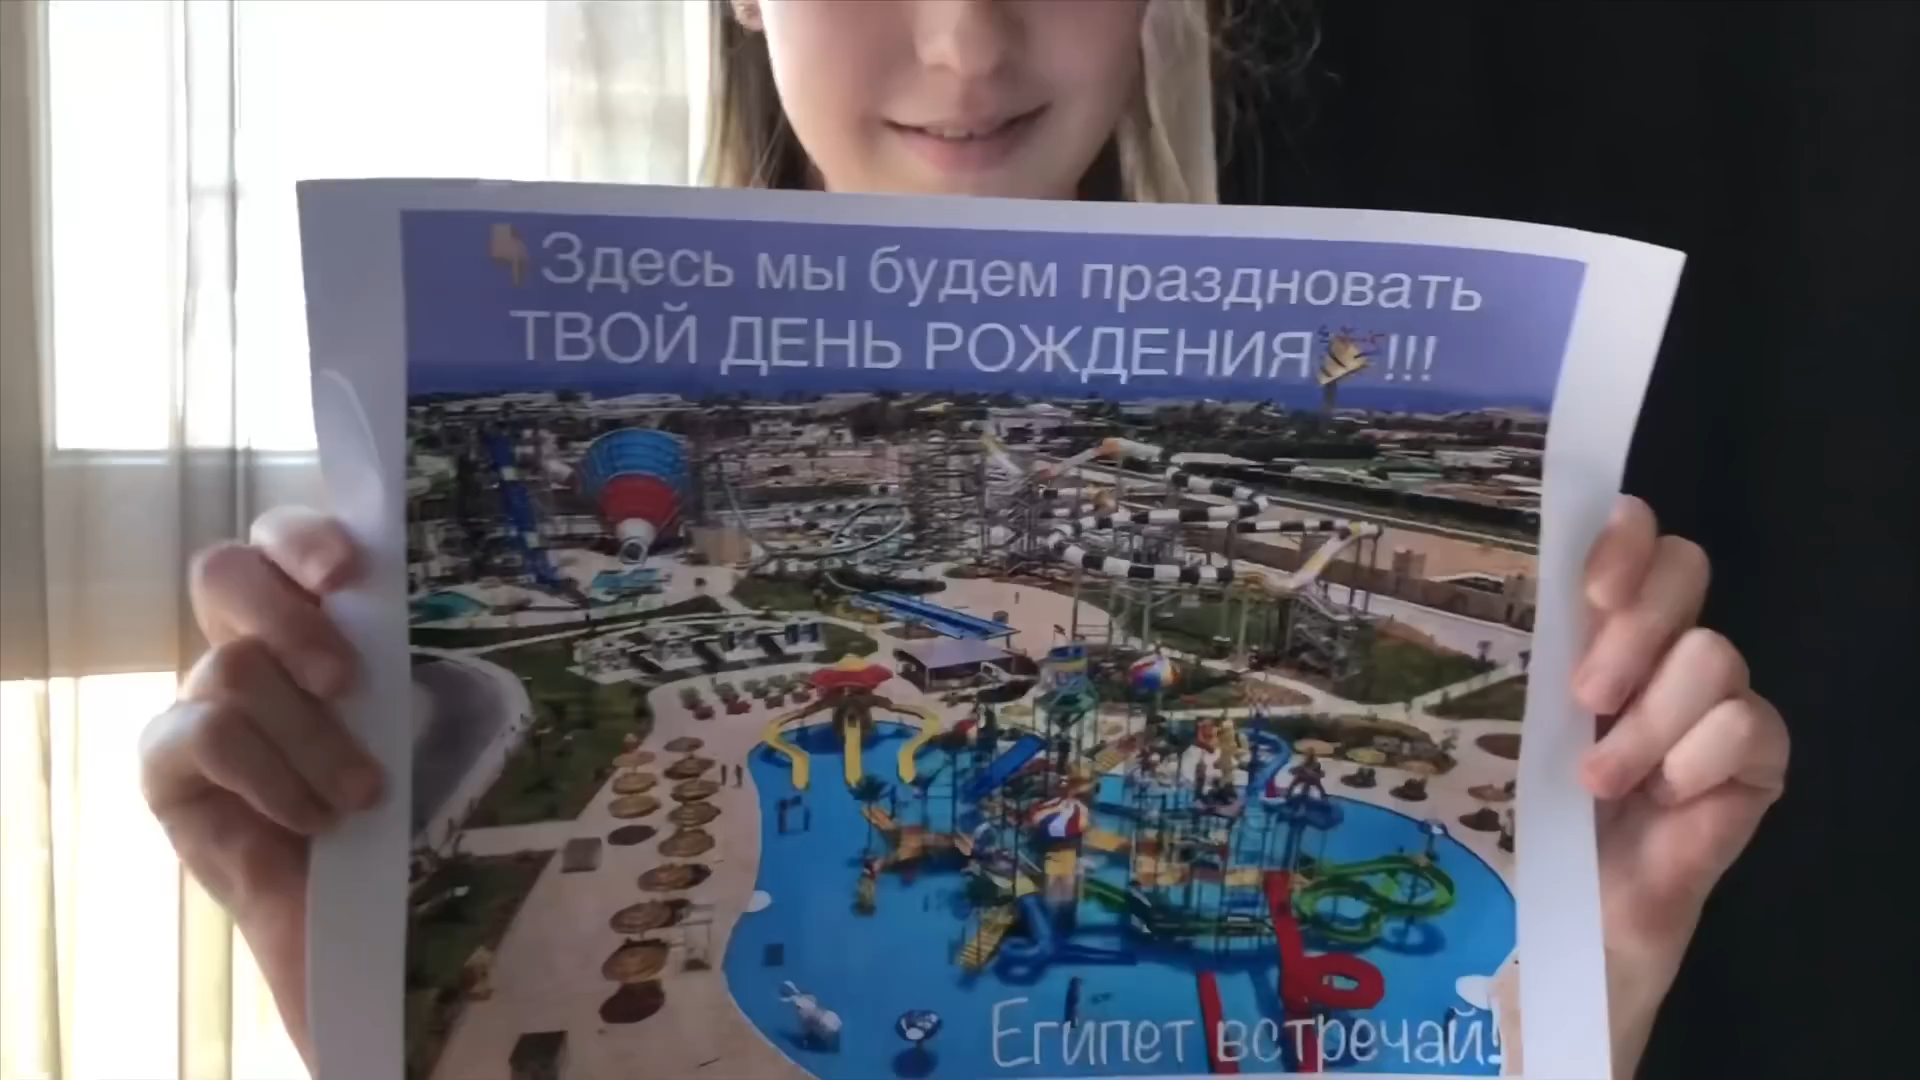 👇Здесь мы будем праздновать
ТВОЙ ДЕНЬ РОЖДЕНИЯ🎉!!!
Египет встречай!